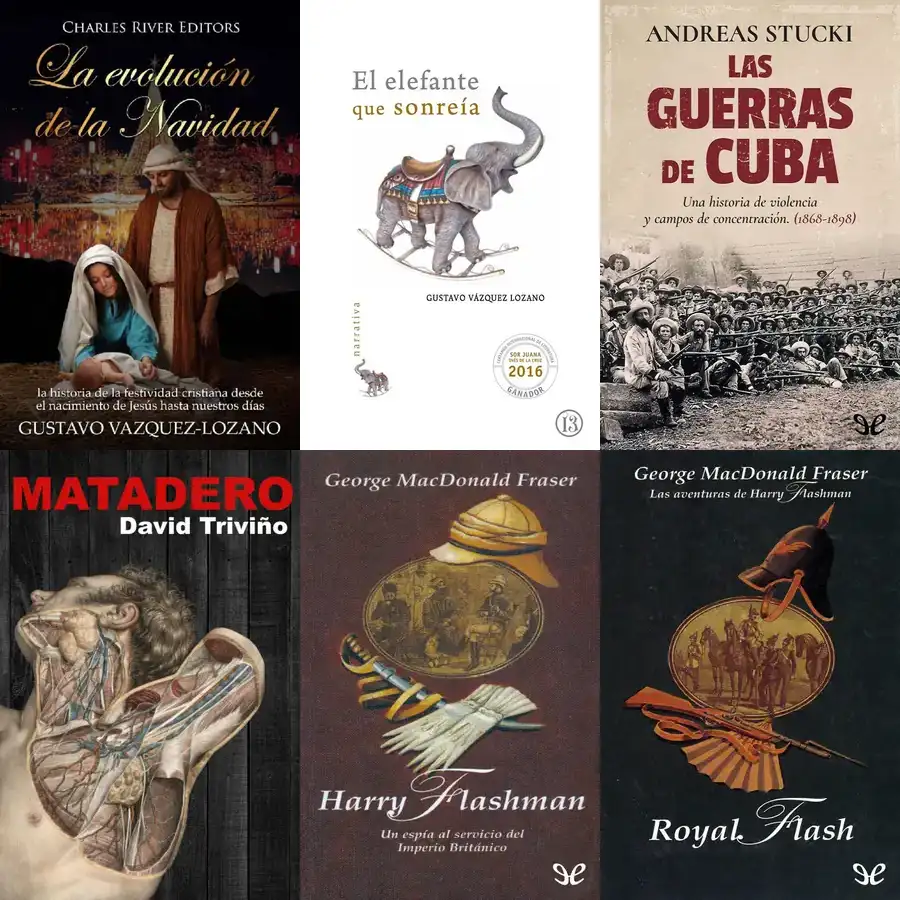 CHARLES RIVER EDITORS
La evolución
de la Navidad
la historia de la festividad cristiana desde
el nacimiento de Jesús hasta nuestros días
GUSTAVO VAZQUEZ-LOZANO
El elefante
que sonreía
GUSTAVO VÁZQUEZ LOZANO
narrativa
SOR JUANA
INÉS DE LA CRUZ
2016
GANADOR
13
ANDREAS STUCKI
LAS
GUERRAS
DE CUBA
Una historia de violencia
y campos de concentración. (1868-1898)
MATADERO
David Triviño
George MacDonald Fraser
Harry Flashman
Un espía al servicio del
Imperio Británico
George MacDonald Fraser
Las aventuras de Harry Flashman
Royal Flash